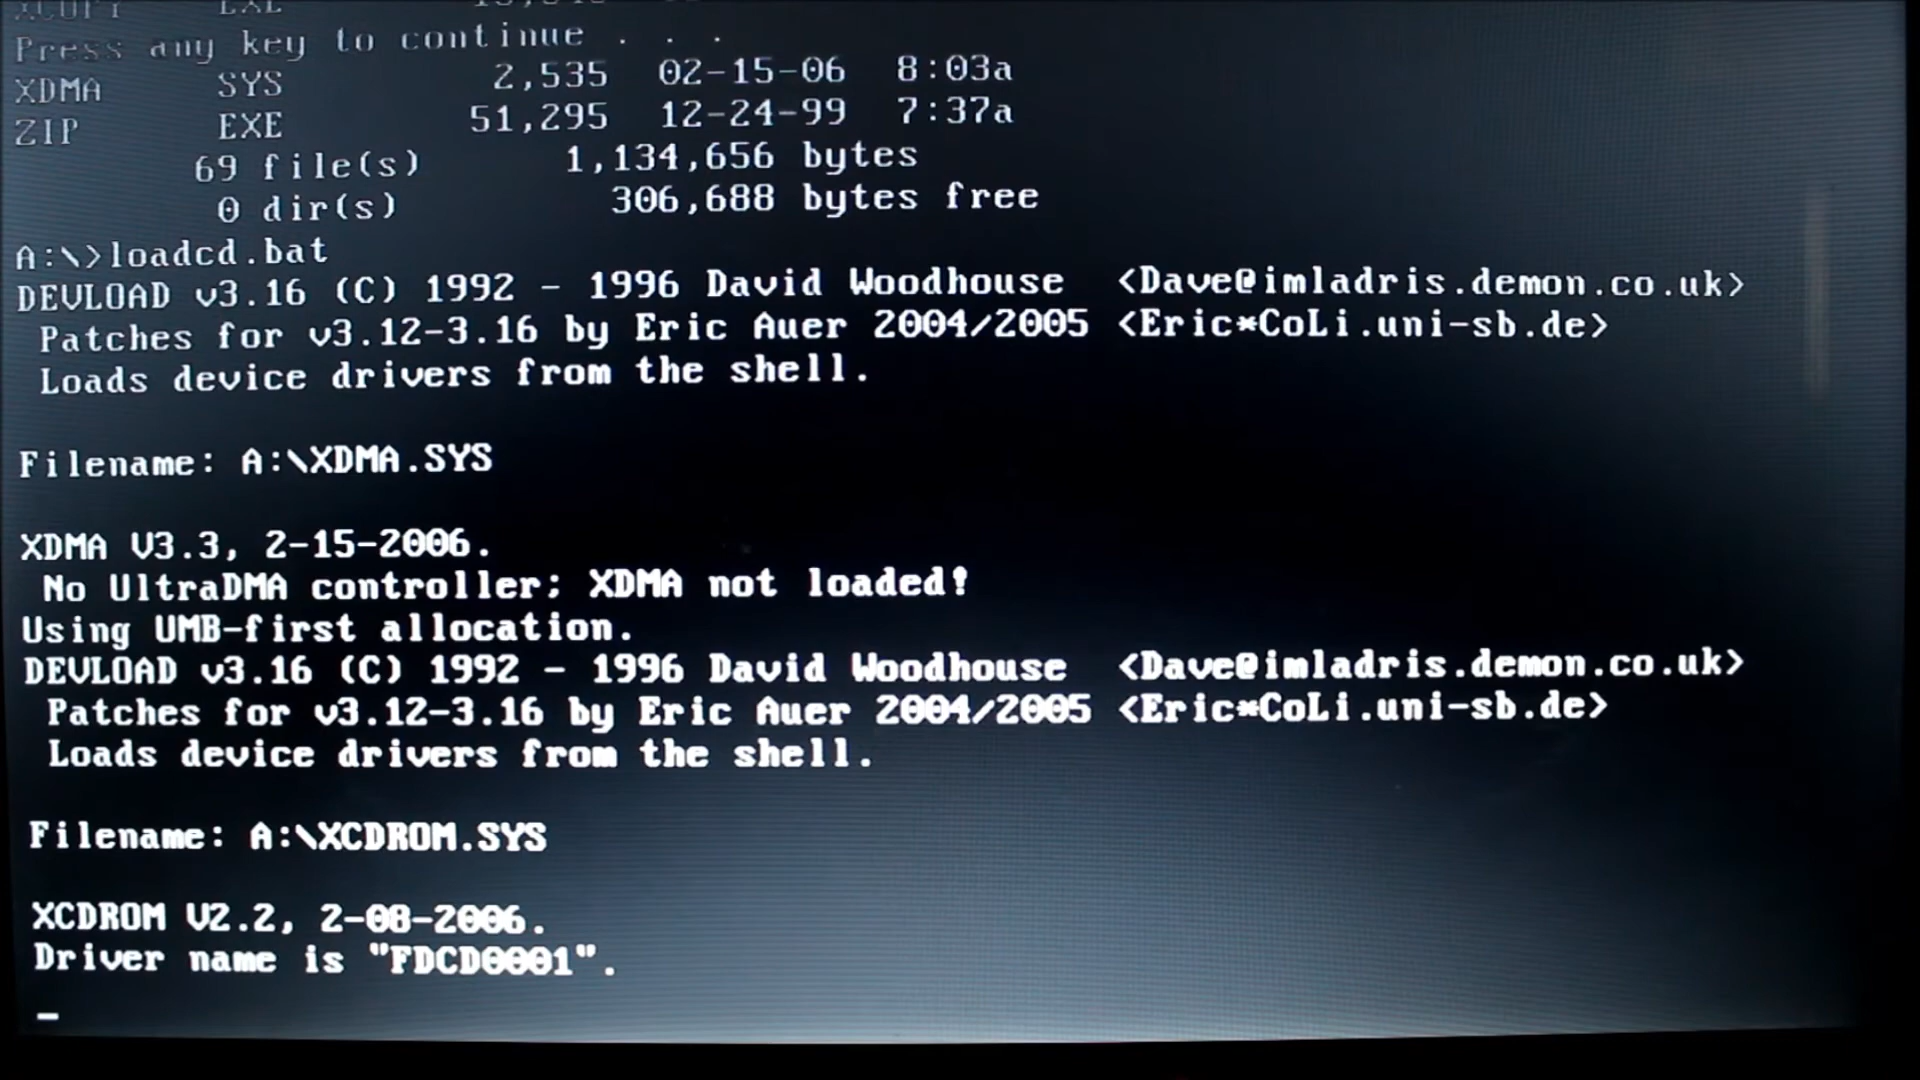 XCOPY EXE
Press any key to continue . . .
XDMA SYS 2,535 02-15-06 8:03a
ZIP EXE 51,295 12-24-99 7:37a
69 file(s) 1,134,656 bytes
0 dir(s) 306,688 bytes free
A:\>loadcd.bat
DEVLOAD v3.16 (C) 1992 - 1996 David Woodhouse <Dave@imladris.demon.co.uk>
Patches for v3.12-3.16 by Eric Auer 2004/2005 <Eric*CoLi.uni-sb.de>
Loads device drivers from the shell.
Filename: A:\XDMA.SYS
XDMA V3.3, 2-15-2006.
No UltraDMA controller; XDMA not loaded!
Using UMB-first allocation.
DEVLOAD v3.16 (C) 1992 - 1996 David Woodhouse <Dave@imladris.demon.co.uk>
Patches for v3.12-3.16 by Eric Auer 2004/2005 <Eric*CoLi.uni-sb.de>
Loads device drivers from the shell.
Filename: A:\XCDROM.SYS
XCDROM V2.2, 2-08-2006.
Driver name is "FDCD0001".
_